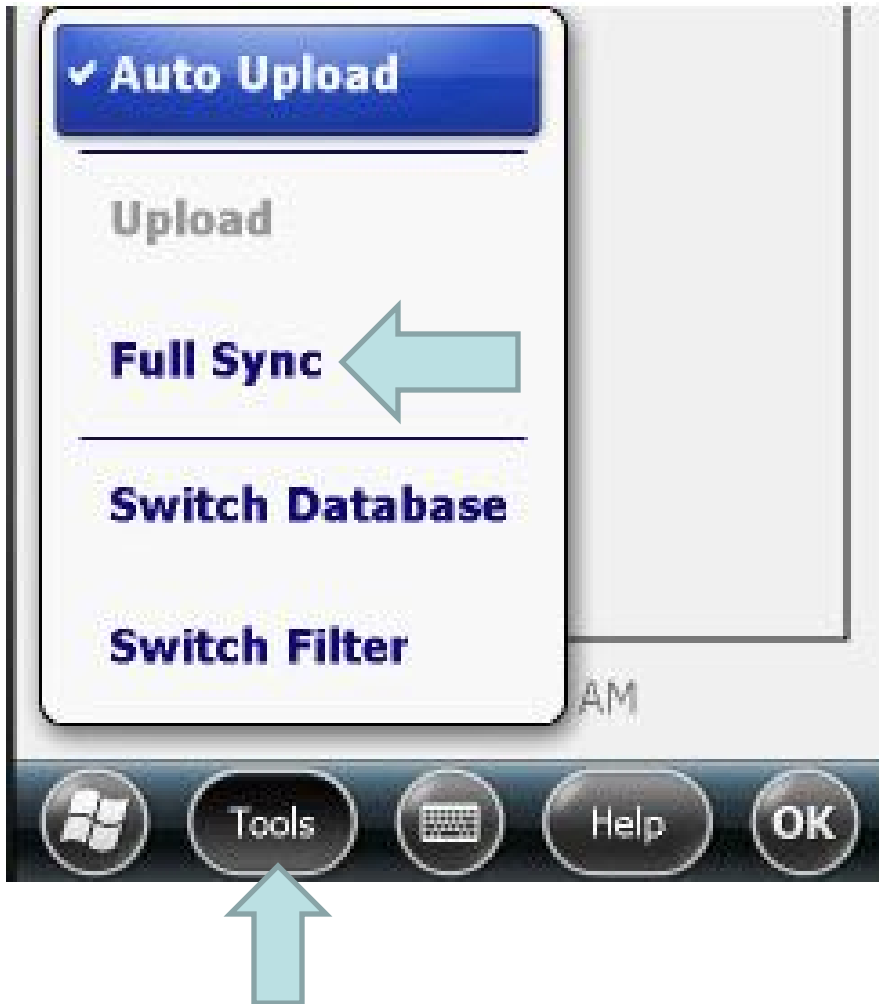 Auto Upload
Upload
Full Sync
Switch Database
Switch Filter
AM
Tools
Help
OK